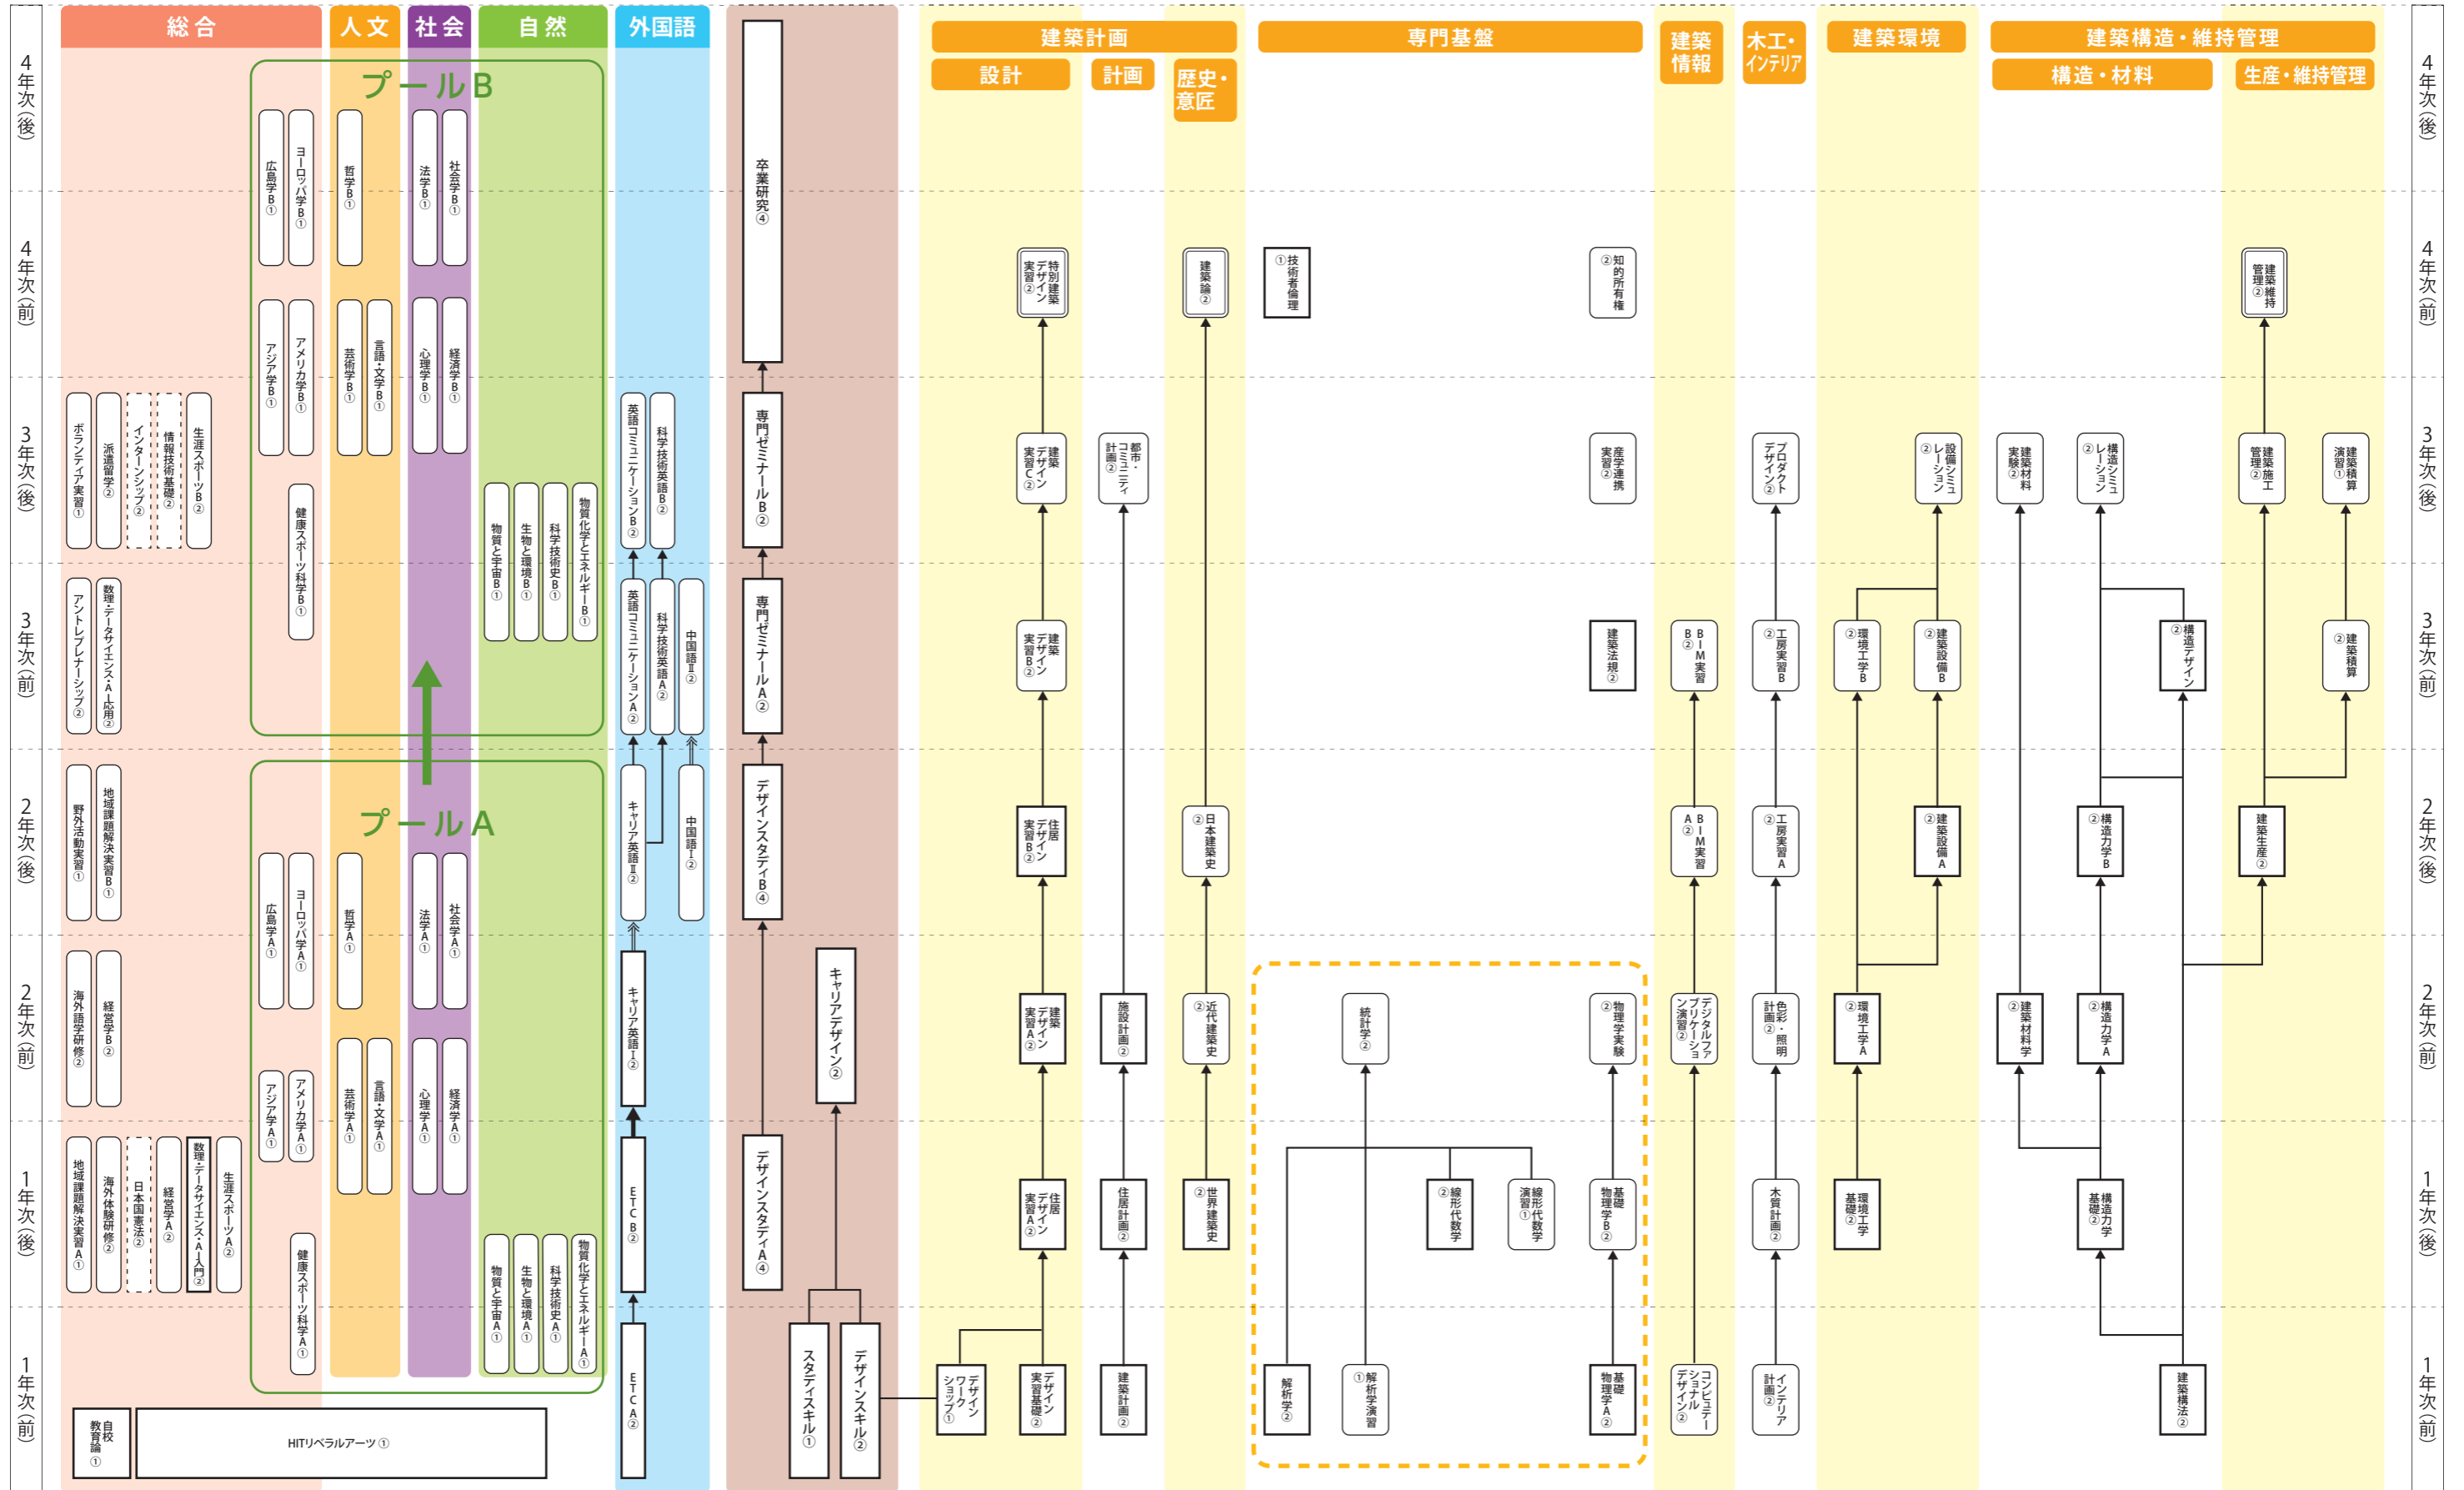 総合
人文
社会
自然
外国語
建築計画
設計
計画
歴史・
意匠
専門基盤
建築
情報
木工・
インテリア
建築環境
建築構造・維持管理
構造・材料
生産・維持管理
4年次(後)
4年次(前)
3年次(後)
3年次(前)
2年次(後)
2年次(前)
1年次(後)
1年次(前)
プールB
広島学B①
ヨーロッパ学B①
哲学B①
法学B①
社会学B①
アジア学B①
アメリカ学B①
芸術学B①
言語・文学B①
心理学B①
経済学B①
ボランティア実習①
派遣留学②
インターンシップ②
情報技術基礎②
生涯スポーツB②
健康スポーツ科学B①
物質と宇宙B①
生物と環境B①
科学技術史B①
物質化学とエネルギーB①
アントレプレナーシップ②
数理・データサイエンス・AI応用②
プールA
野外活動実習①
地域課題解決実習B①
広島学A①
ヨーロッパ学A①
哲学A①
法学A①
社会学A①
海外語学研修②
経営学B②
アジア学A①
アメリカ学A①
芸術学A①
言語・文学A①
心理学A①
経済学A①
地域課題解決実習A①
海外体験研修②
日本国憲法②
経営学A②
数理・データサイエンス・AI入門②
生涯スポーツA②
健康スポーツ科学A①
物質と宇宙A①
生物と環境A①
科学技術史A①
物質化学とエネルギーA①
自校
教育論①
HITリベラルアーツ①
英語コミュニケーションB②
科学技術英語B②
英語コミュニケーションA②
科学技術英語A②
中国語Ⅱ②
キャリア英語Ⅱ②
中国語Ⅰ②
キャリア英語Ⅰ②
ETC B②
ETC A②
卒業研究④
専門ゼミナールB②
専門ゼミナールA②
デザインスタディB④
キャリアデザイン②
デザインスタディA④
スタディスキル①
デザインスキル②
特別建築
デザイン
実習②
建築
デザイン
実習C②
建築
デザイン
実習B②
住居
デザイン
実習B②
建築
デザイン
実習A②
住居
デザイン
実習A②
デザイン
ワーク
ショップ①
デザイン
実習基礎②
都市・
コミュニティ
計画②
施設計画②
住居計画②
建築計画②
建築論②
日本建築史
②
近代建築史
②
世界建築史
②
技術者倫理
①
知的所有権
②
産学連携
実習②
建築法規②
統計学②
物理学実験
②
線形代数学
②
線形代数学
演習①
基礎
物理学B②
解析学②
解析学演習
①
基礎
物理学A②
BIM実習
B②
BIM実習
A②
デジタルファ
ブリケーショ
ン演習②
コンピュテー
ショナル
デザイン②
プロダクト
デザイン②
工房実習B
②
工房実習A
②
色彩・照明
計画②
木質計画②
インテリア
計画②
設備シミュ
レーション
②
環境工学B
②
建築設備B
②
建築設備A
②
環境工学A
②
環境工学
基礎②
建築材料
実験②
構造シミュ
レーション
②
構造デザイン
②
構造力学B
②
建築材料学
②
構造力学A
②
構造力学
基礎②
建築構法②
建築維持
管理②
建築施工
管理②
建築積算
演習①
建築積算
②
建築生産②
4年次(後)
4年次(前)
3年次(後)
3年次(前)
2年次(後)
2年次(前)
1年次(後)
1年次(前)